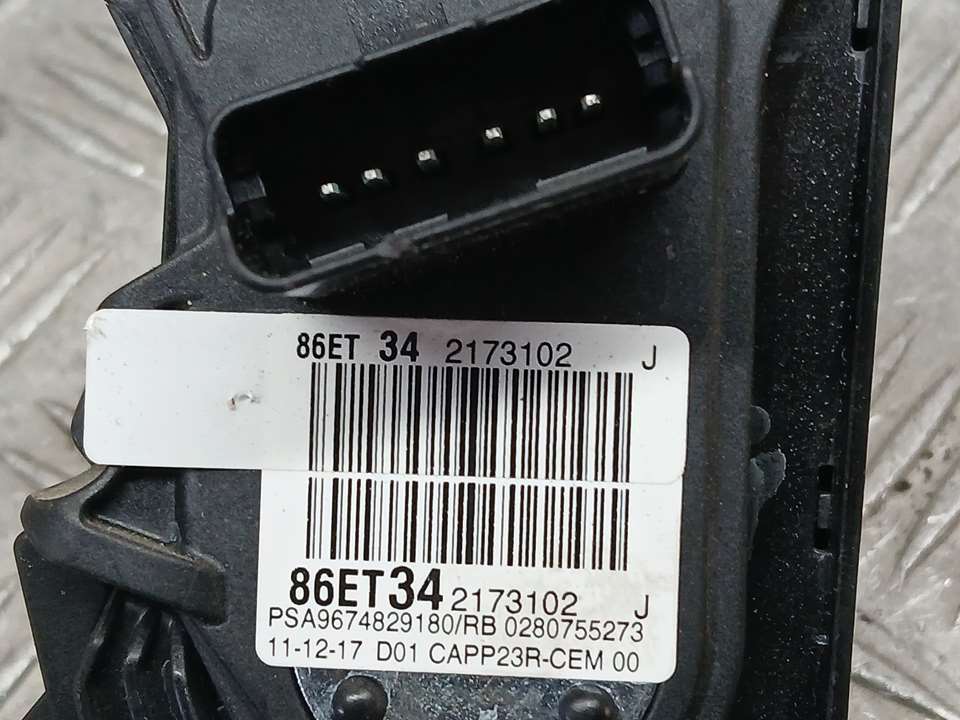 86ET 34 2173102 J
86ET34 2173102 J
PSA9674829180/RB 0280755273
11-12-17 D01 CAPP23R-CEM 00